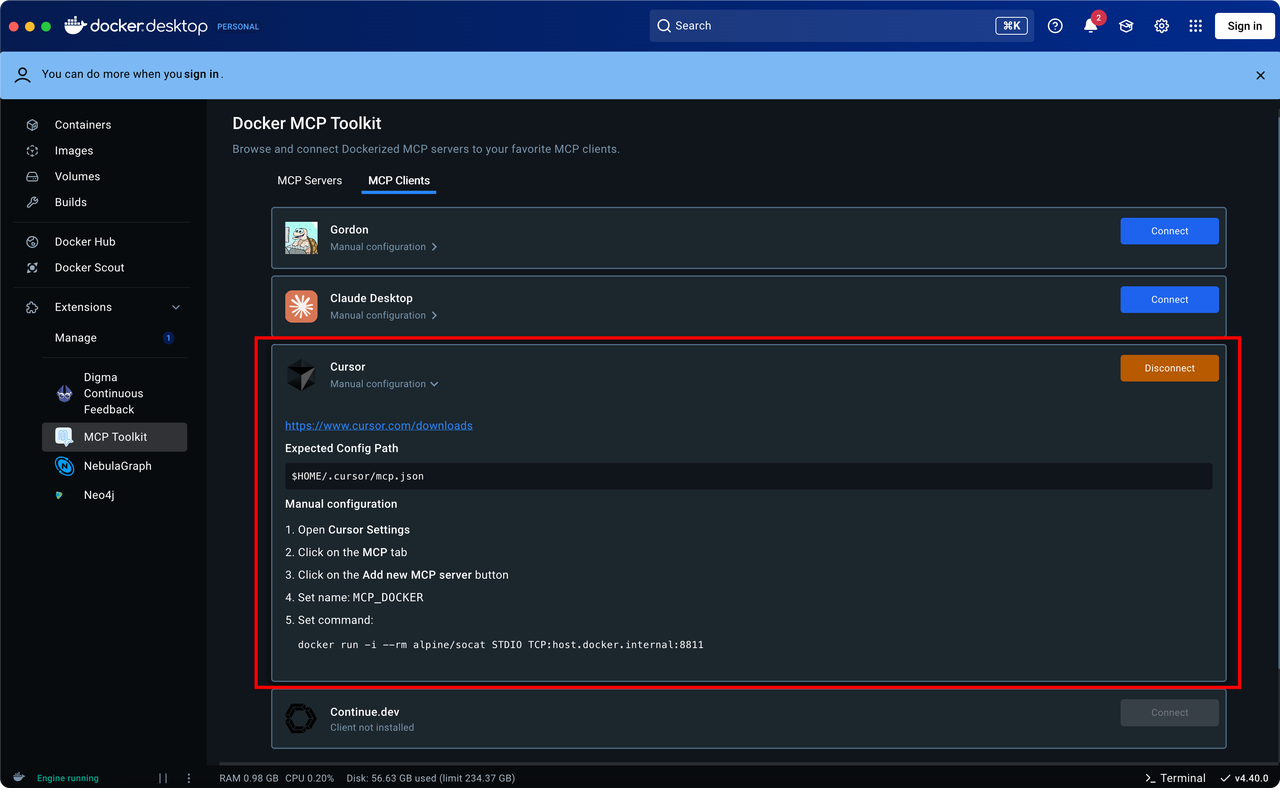 docker.desktop PERSONAL
Search
⌘K
2
Sign in
You can do more when you sign in.
Containers
Images
Volumes
Builds
Docker Hub
Docker Scout
Extensions
Manage
1
Digma
Continuous
Feedback
MCP Toolkit
NebulaGraph
Neo4j
Docker MCP Toolkit
Browse and connect Dockerized MCP servers to your favorite MCP clients.
MCP Servers
MCP Clients
Gordon
Manual configuration
Connect
Claude Desktop
Manual configuration
Connect
Cursor
Manual configuration
Disconnect
https://www.cursor.com/downloads
Expected Config Path
$HOME/.cursor/mcp.json
Manual configuration
1. Open Cursor Settings
2. Click on the MCP tab
3. Click on the Add new MCP server button
4. Set name: MCP_DOCKER
5. Set command:
docker run -i --rm alpine/socat STDIO TCP:host.docker.internal:8811
Continue.dev
Client not installed
Connect
Engine running
RAM 0.98 GB CPU 0.20% Disk: 56.63 GB used (limit 234.37 GB)
>_ Terminal
v4.40.0